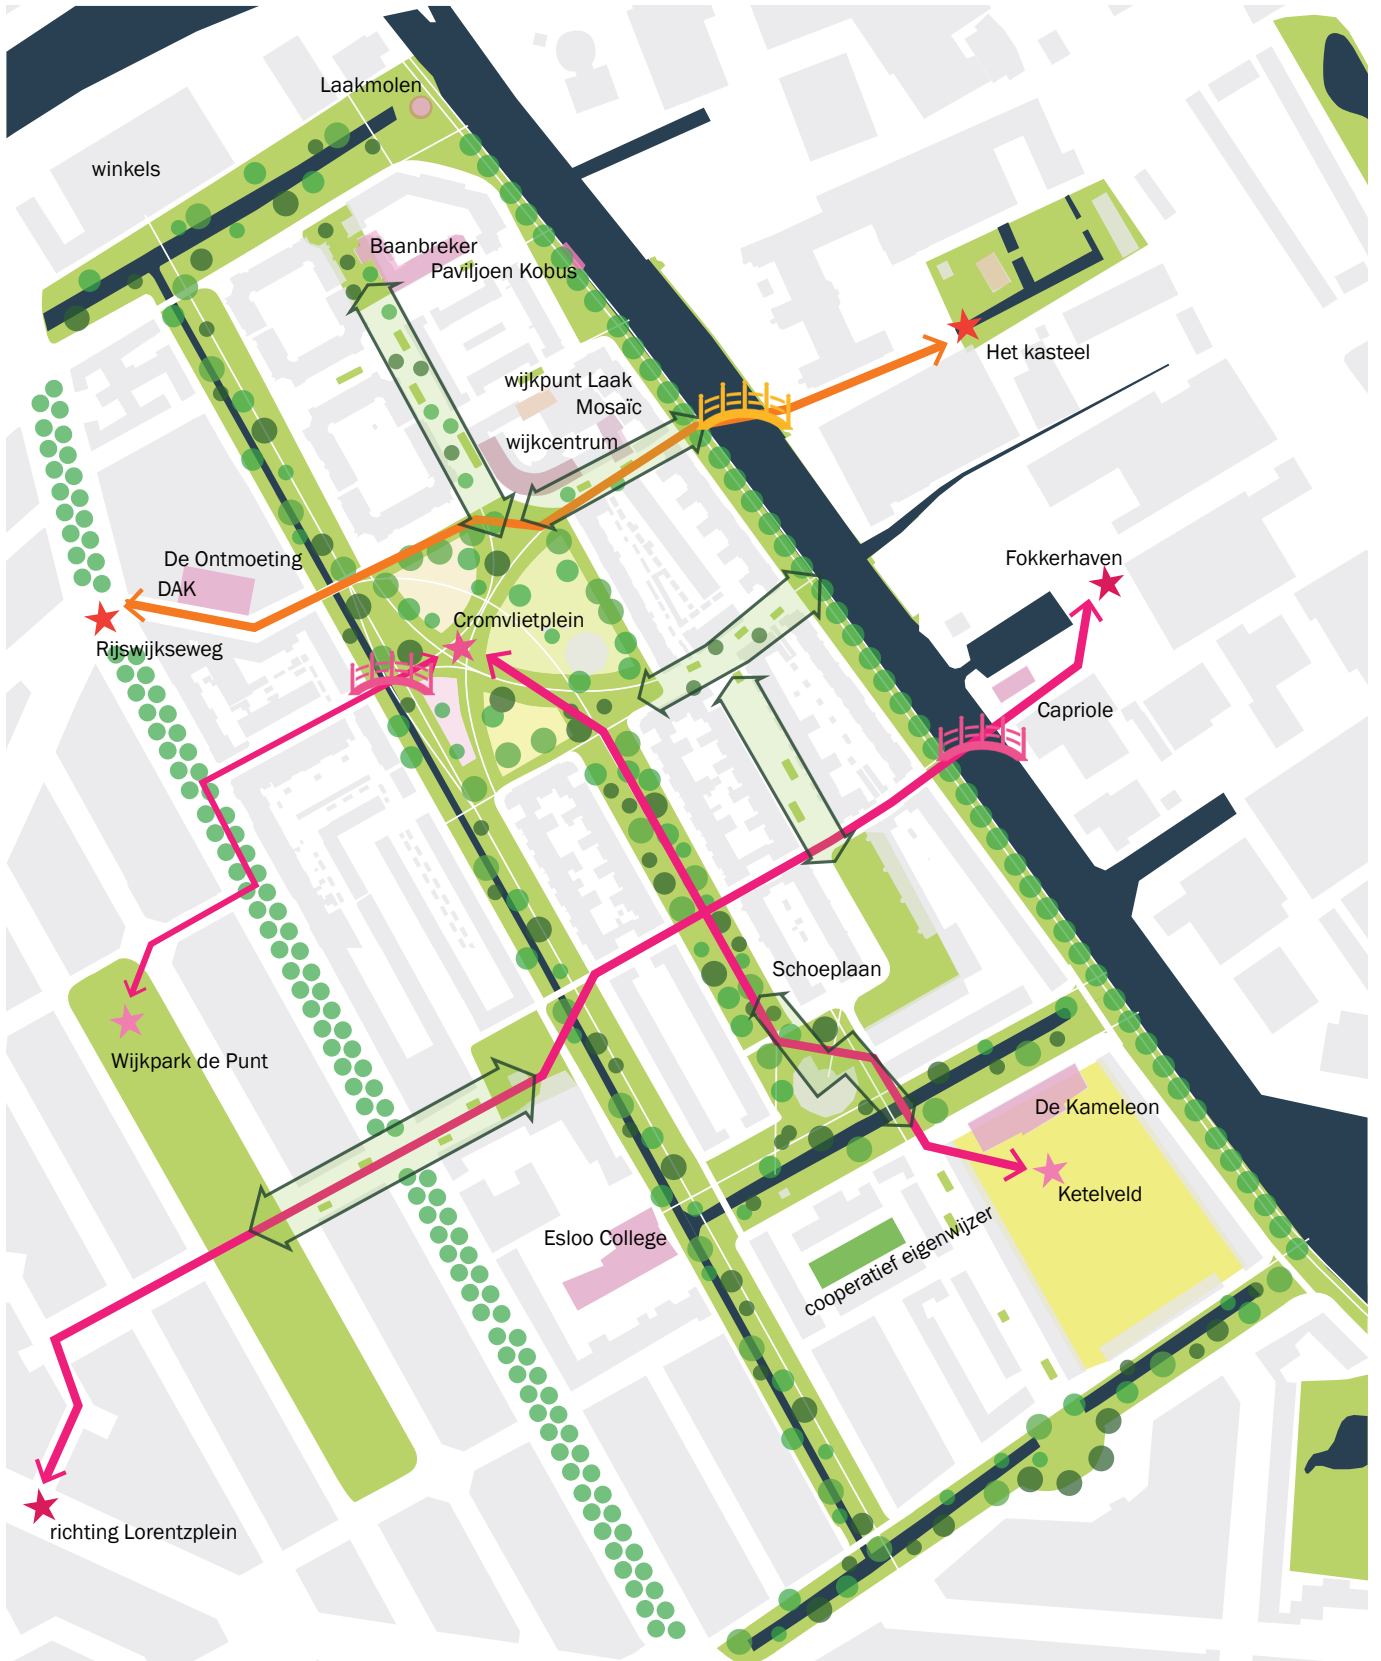 Laakmolen
winkels
Baanbreker
Paviljoen Kobus
Het kasteel
wijkpunt Laak
Mosaïc
wijkcentrum
De Ontmoeting
DAK
Fokkerhaven
Cromvlietplein
Rijswijkseweg
Capriole
Schoeplaan
Wijkpark de Punt
De Kameleon
Ketelveld
Esloo College
cooperatief eigenwijzer
richting Lorentzplein